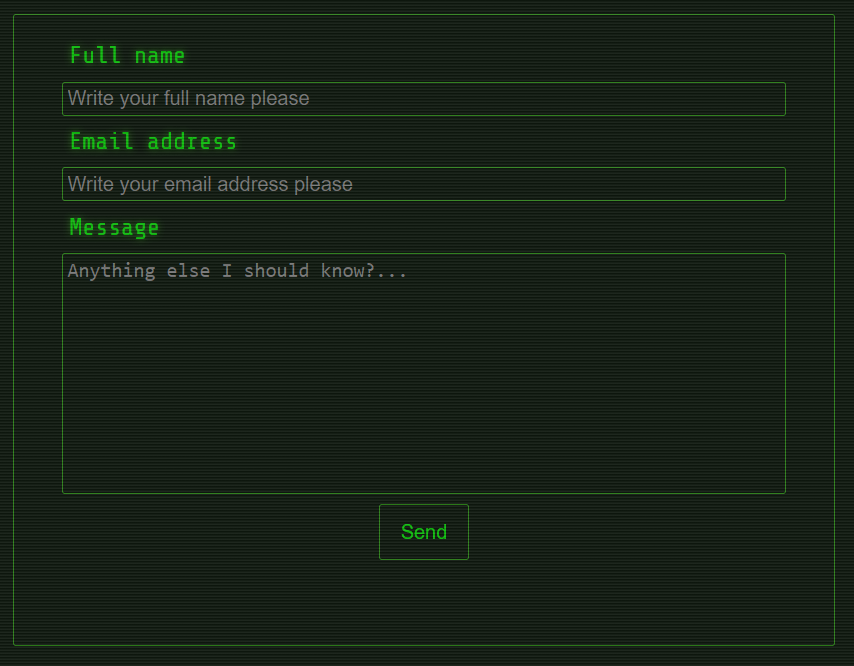 Full name
Write your full name please
Email address
Write your email address please
Message
Anything else I should know?...
Send